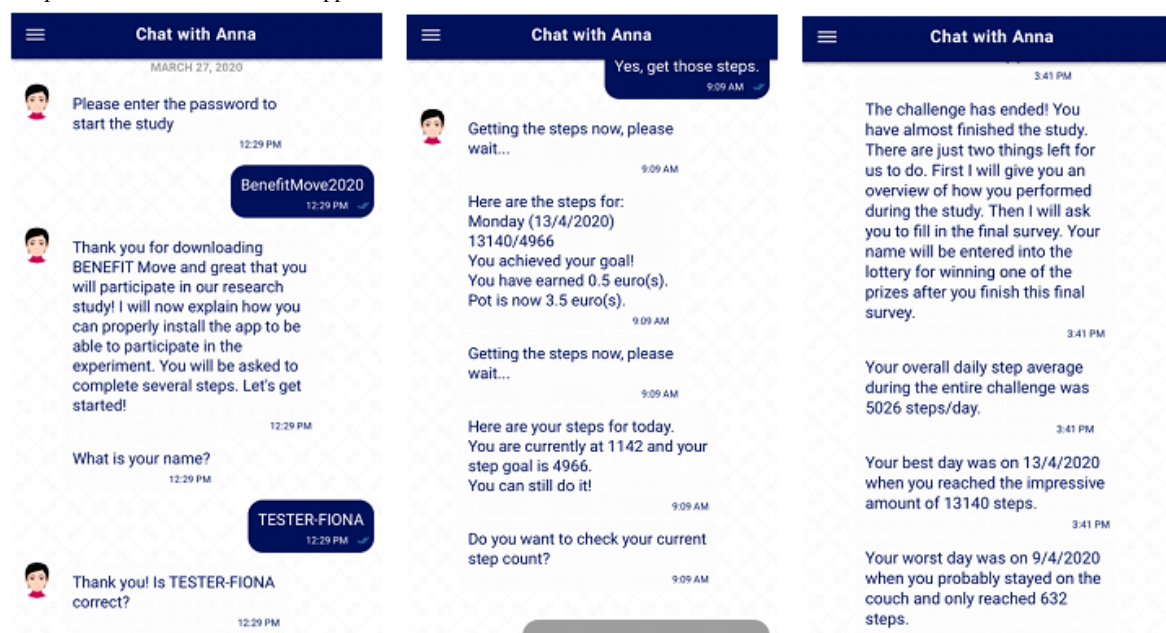 Chat with Anna
MARCH 27, 2020
Please enter the password to
start the study
12:29 PM
BenefitMove2020
12:29 PM
Thank you for downloading
BENEFIT Move and great that you
will participate in our research
study! I will now explain how you
can properly install the app to be
able to participate in the
experiment. You will be asked to
complete several steps. Let's get
started!
12:29 PM
What is your name?
12:29 PM
TESTER-FIONA
12:29 PM
Thank you! Is TESTER-FIONA
correct?
12:29 PM
Chat with Anna
Yes, get those steps.
9:09 AM
Getting the steps now, please
wait...
9:09 AM
Here are the steps for:
Monday (13/4/2020)
13140/4966
You achieved your goal!
You have earned 0.5 euro(s).
Pot is now 3.5 euro(s).
9:09 AM
Getting the steps now, please
wait...
9:09 AM
Here are your steps for today.
You are currently at 1142 and your
step goal is 4966.
You can still do it!
9:09 AM
Do you want to check your current
step count?
9:09 AM
Chat with Anna
3:41 PM
The challenge has ended! You
have almost finished the study.
There are just two things left for
us to do. First I will give you an
overview of how you performed
during the study. Then I will ask
you to fill in the final survey. Your
name will be entered into the
lottery for winning one of the
prizes after you finish this final
survey.
3:41 PM
Your overall daily step average
during the entire challenge was
5026 steps/day.
3:41 PM
Your best day was on 13/4/2020
when you reached the impressive
amount of 13140 steps.
3:41 PM
Your worst day was on 9/4/2020
when you probably stayed on the
couch and only reached 632
steps.